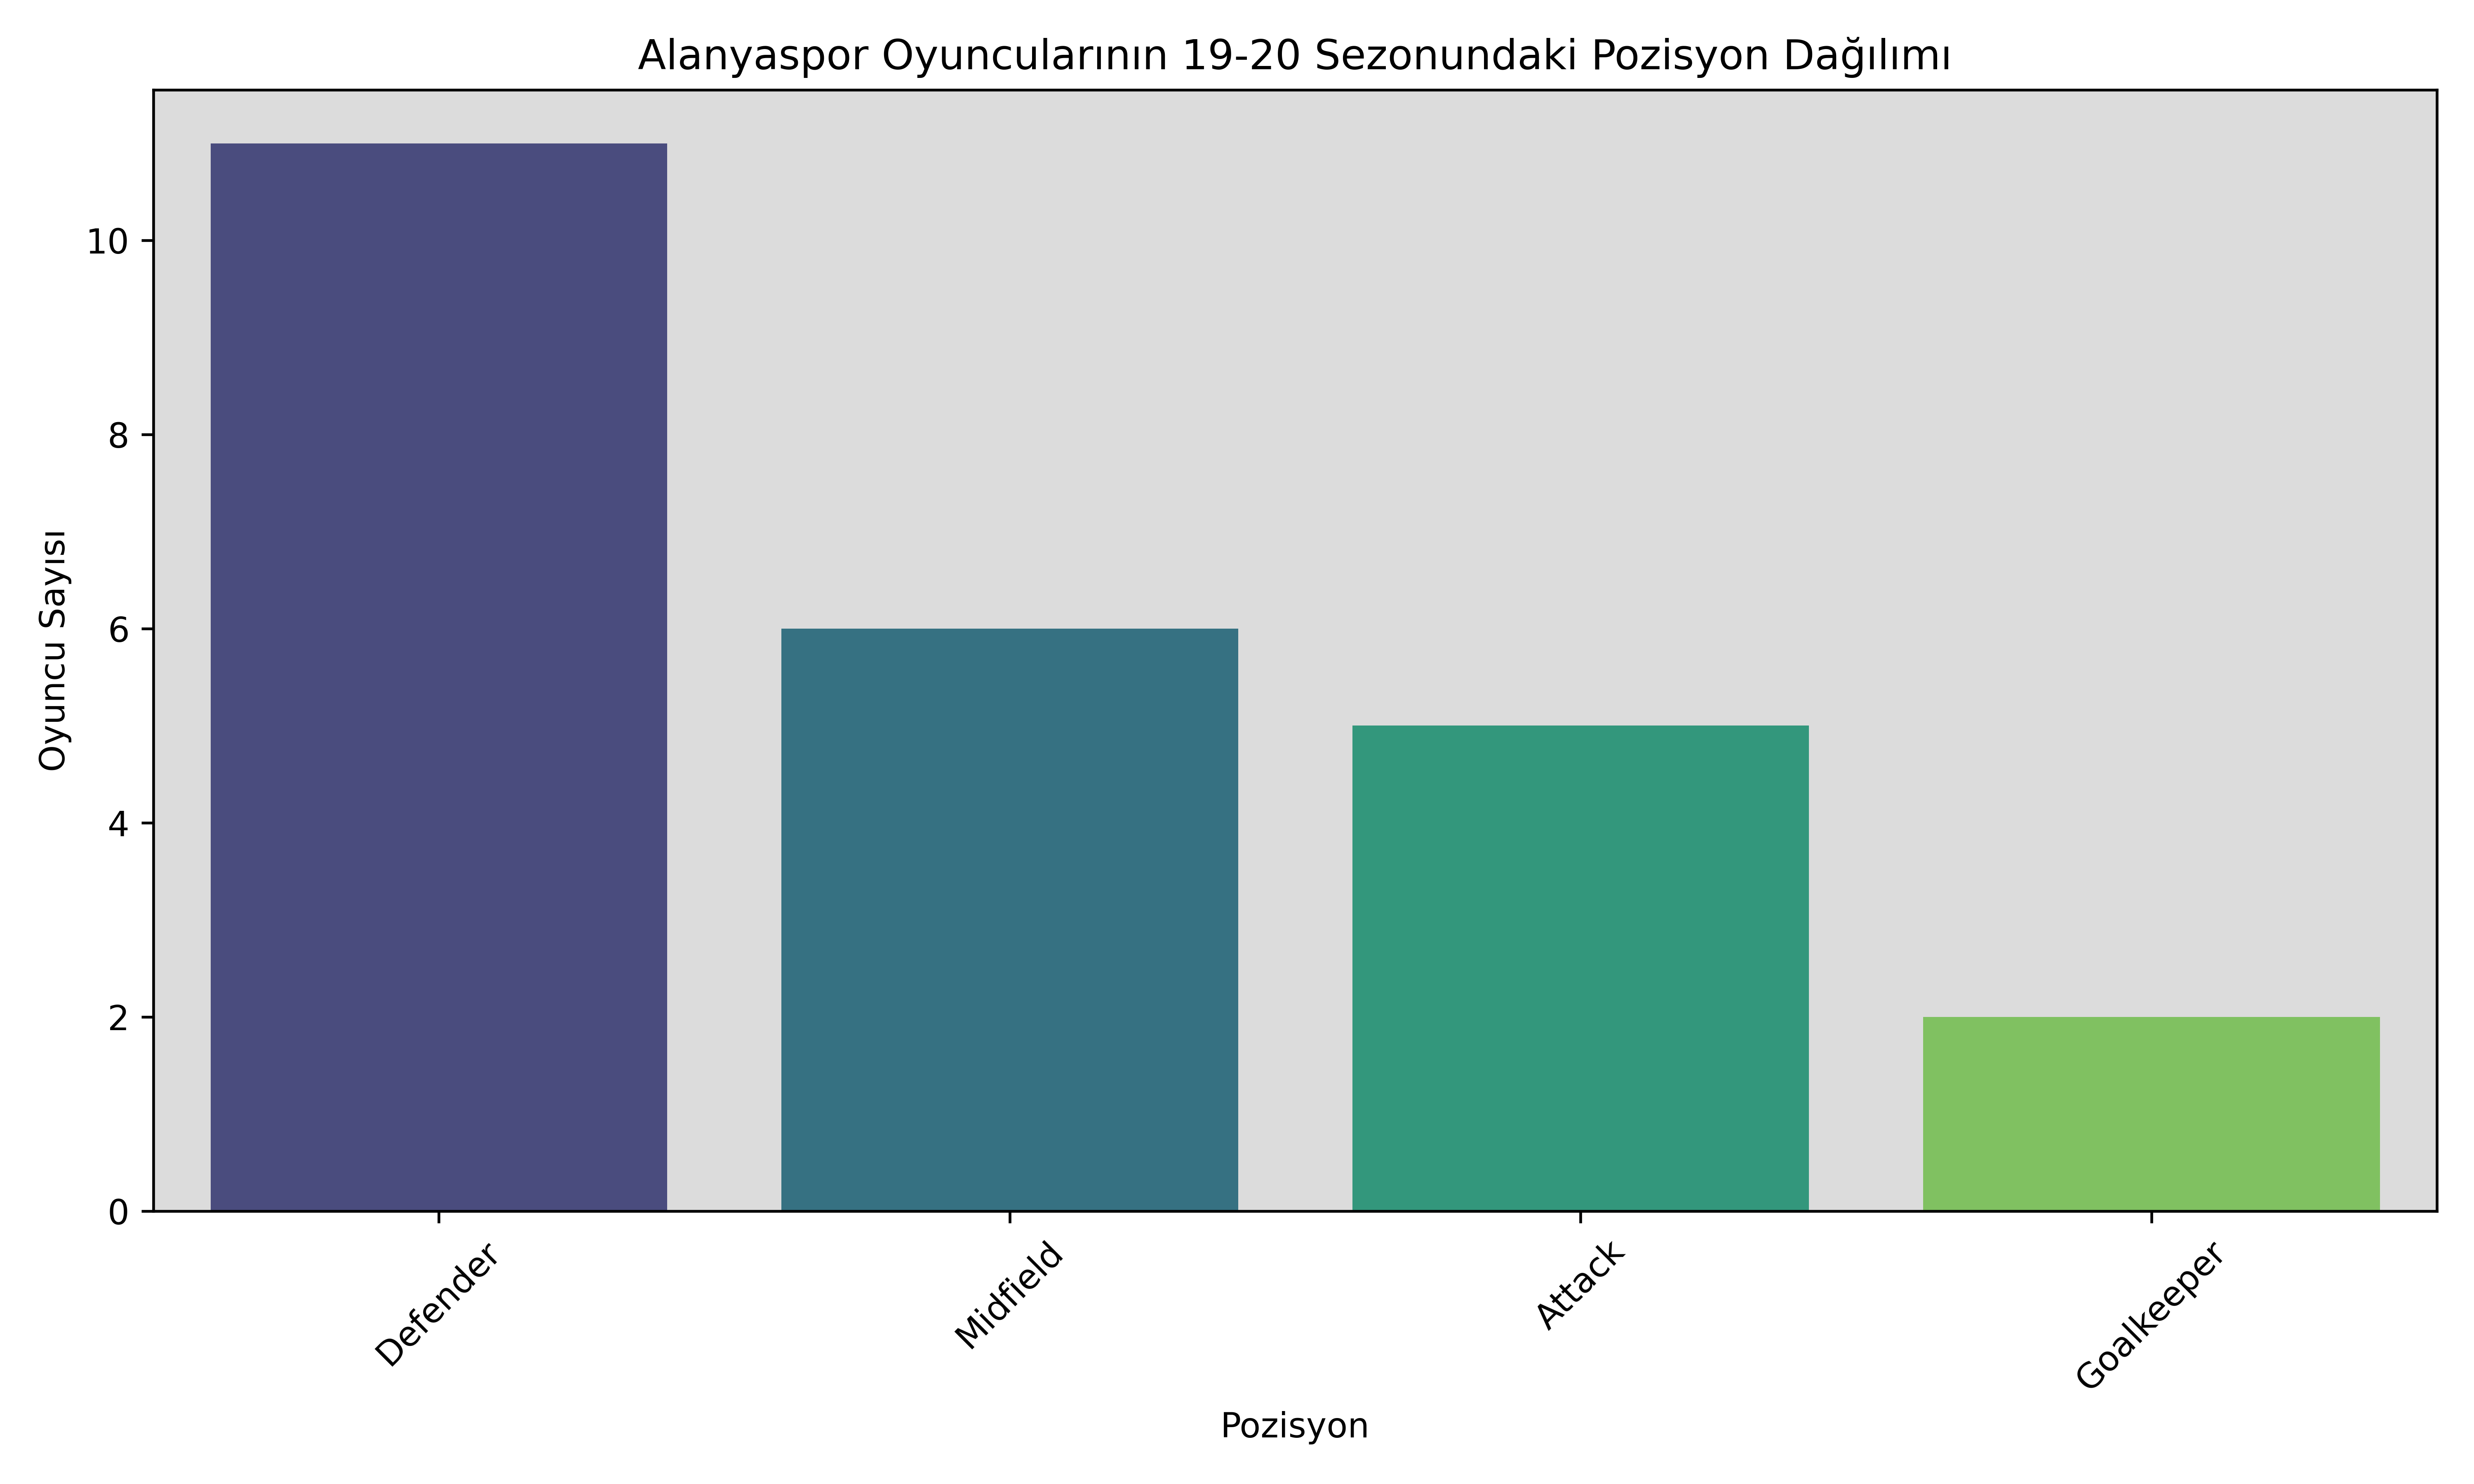 Alanyaspor Oyuncularının 19-20 Sezonundaki Pozisyon Dağılımı
Oyuncu Sayısı
10
8
6
4
2
0
Defender
Midfield
Attack
Goalkeeper
Pozisyon